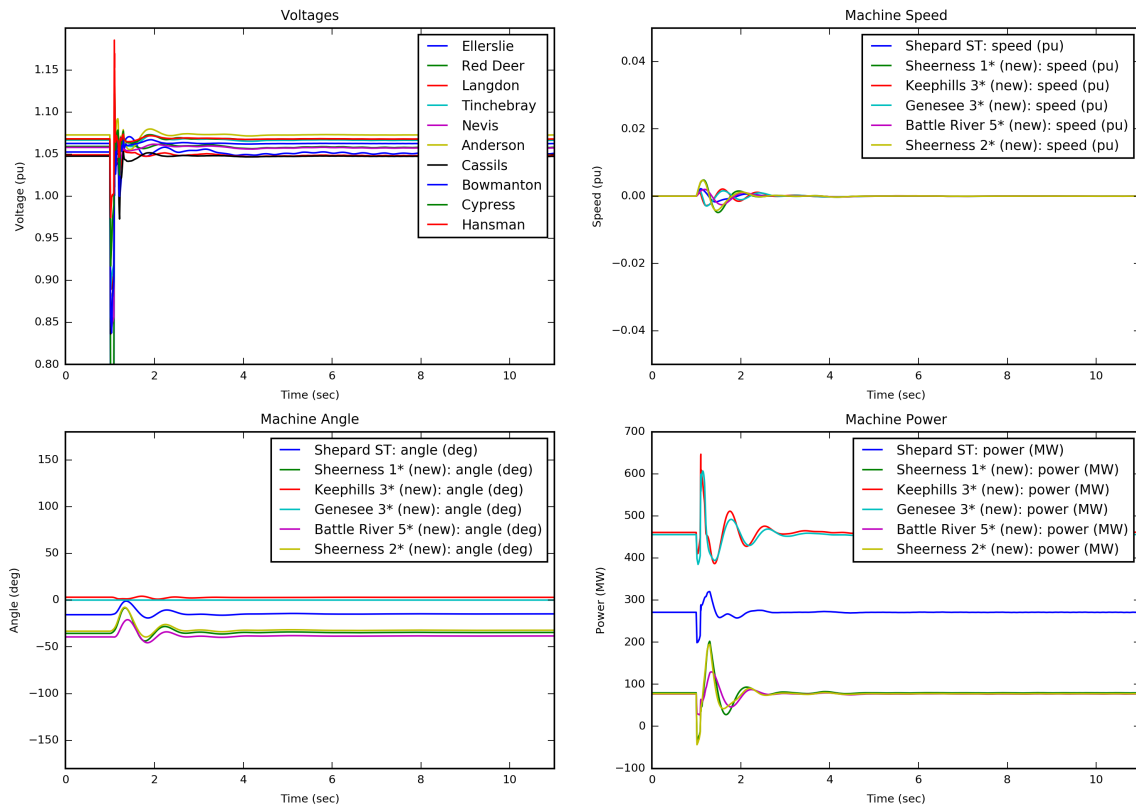 Voltages
Voltage (pu)
1.15
1.10
1.05
1.00
0.95
0.90
0.85
0.80
0 2 4 6 8 10
Time (sec)
Ellerslie
Red Deer
Langdon
Tinchebray
Nevis
Anderson
Cassils
Bowmanton
Cypress
Hansman
Machine Speed
Speed (pu)
0.04
0.02
0.00
−0.02
−0.04
0 2 4 6 8 10
Time (sec)
Shepard ST: speed (pu)
Sheerness 1* (new): speed (pu)
Keephills 3* (new): speed (pu)
Genesee 3* (new): speed (pu)
Battle River 5* (new): speed (pu)
Sheerness 2* (new): speed (pu)
Machine Angle
Angle (deg)
150
100
50
0
−50
−100
−150
0 2 4 6 8 10
Time (sec)
Shepard ST: angle (deg)
Sheerness 1* (new): angle (deg)
Keephills 3* (new): angle (deg)
Genesee 3* (new): angle (deg)
Battle River 5* (new): angle (deg)
Sheerness 2* (new): angle (deg)
Machine Power
Power (MW)
700
600
500
400
300
200
100
0
−100
0 2 4 6 8 10
Time (sec)
Shepard ST: power (MW)
Sheerness 1* (new): power (MW)
Keephills 3* (new): power (MW)
Genesee 3* (new): power (MW)
Battle River 5* (new): power (MW)
Sheerness 2* (new): power (MW)